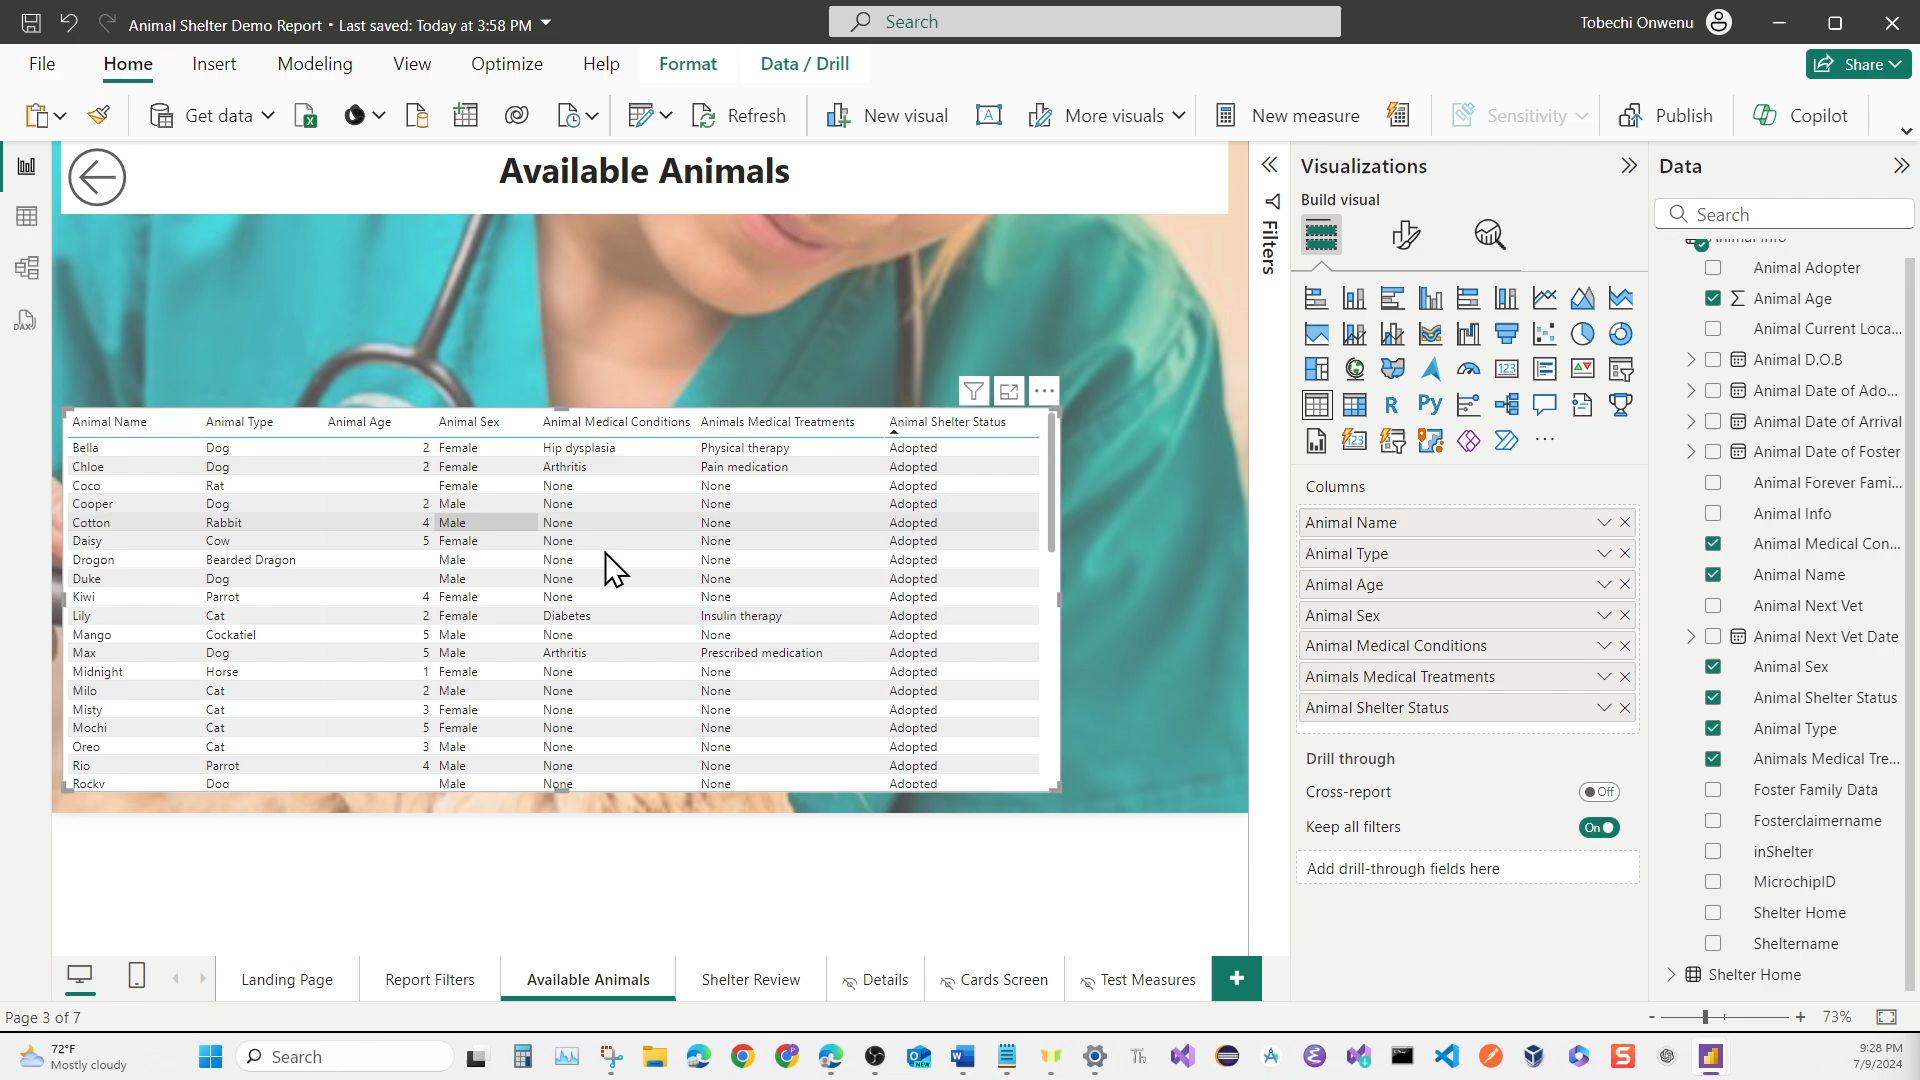 Animal Shelter Demo Report • Last saved: Today at 3:58 PM
Search
Tobechi Onwenu
File Home Insert Modeling View Optimize Help Format Data / Drill
Share
Get data
Refresh
New visual
More visuals
New measure
Sensitivity
Publish
Copilot
Available Animals
Animal Name Animal Type Animal Age Animal Sex Animal Medical Conditions Animals Medical Treatments Animal Shelter Status
Bella Dog 2 Female Hip dysplasia Physical therapy Adopted
Chloe Dog 2 Female Arthritis Pain medication Adopted
Coco Rat Female None None Adopted
Cooper Dog 2 Male None None Adopted
Cotton Rabbit 4 Male None None Adopted
Daisy Cow 5 Female None None Adopted
Drogon Bearded Dragon Male None None Adopted
Duke Dog Male None None Adopted
Kiwi Parrot 4 Female None None Adopted
Lily Cat 2 Female Diabetes Insulin therapy Adopted
Mango Cockatiel 5 Male None None Adopted
Max Dog 5 Male Arthritis Prescribed medication Adopted
Midnight Horse 1 Female None None Adopted
Milo Cat 2 Male None None Adopted
Misty Cat 3 Female None None Adopted
Mochi Cat 5 Female None None Adopted
Oreo Cat 3 Male None None Adopted
Rio Parrot 4 Male None None Adopted
Rocky Dog Male None None Adopted
Filters
Visualizations
Build visual
R
Py
123
Columns
Animal Name
Animal Type
Animal Age
Animal Sex
Animal Medical Conditions
Animals Medical Treatments
Animal Shelter Status
Drill through
Cross-report
Off
Keep all filters
On
Add drill-through fields here
Data
Search
Animal Info
Animal Adopter
Animal Age
Animal Current Loca...
Animal D.O.B
Animal Date of Ado...
Animal Date of Arrival
Animal Date of Foster
Animal Forever Fami...
Animal Info
Animal Medical Con...
Animal Name
Animal Next Vet
Animal Next Vet Date
Animal Sex
Animal Shelter Status
Animal Type
Animals Medical Tre...
Foster Family Data
Fosterclaimername
inShelter
MicrochipID
Shelter Home
Sheltername
Shelter Home
DAX
Landing Page Report Filters Available Animals Shelter Review Details Cards Screen Test Measures +
Page 3 of 7
- + 73%
72°F
Mostly cloudy
Search
9:28 PM
7/9/2024